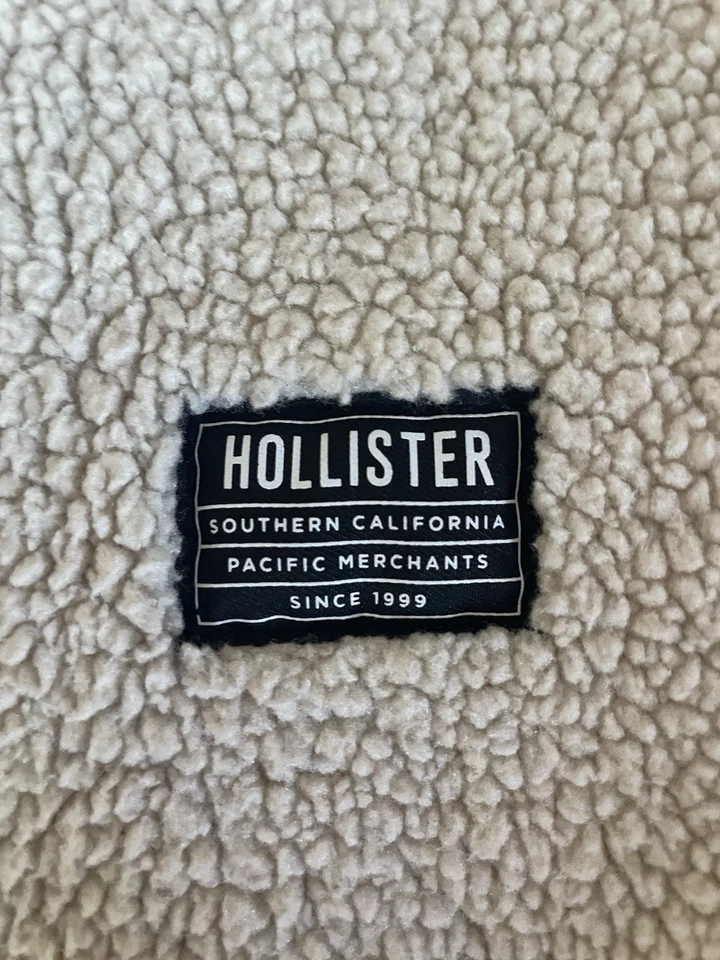 HOLLISTER
SOUTHERN CALIFORNIA
PACIFIC MERCHANTS
SINCE 1999